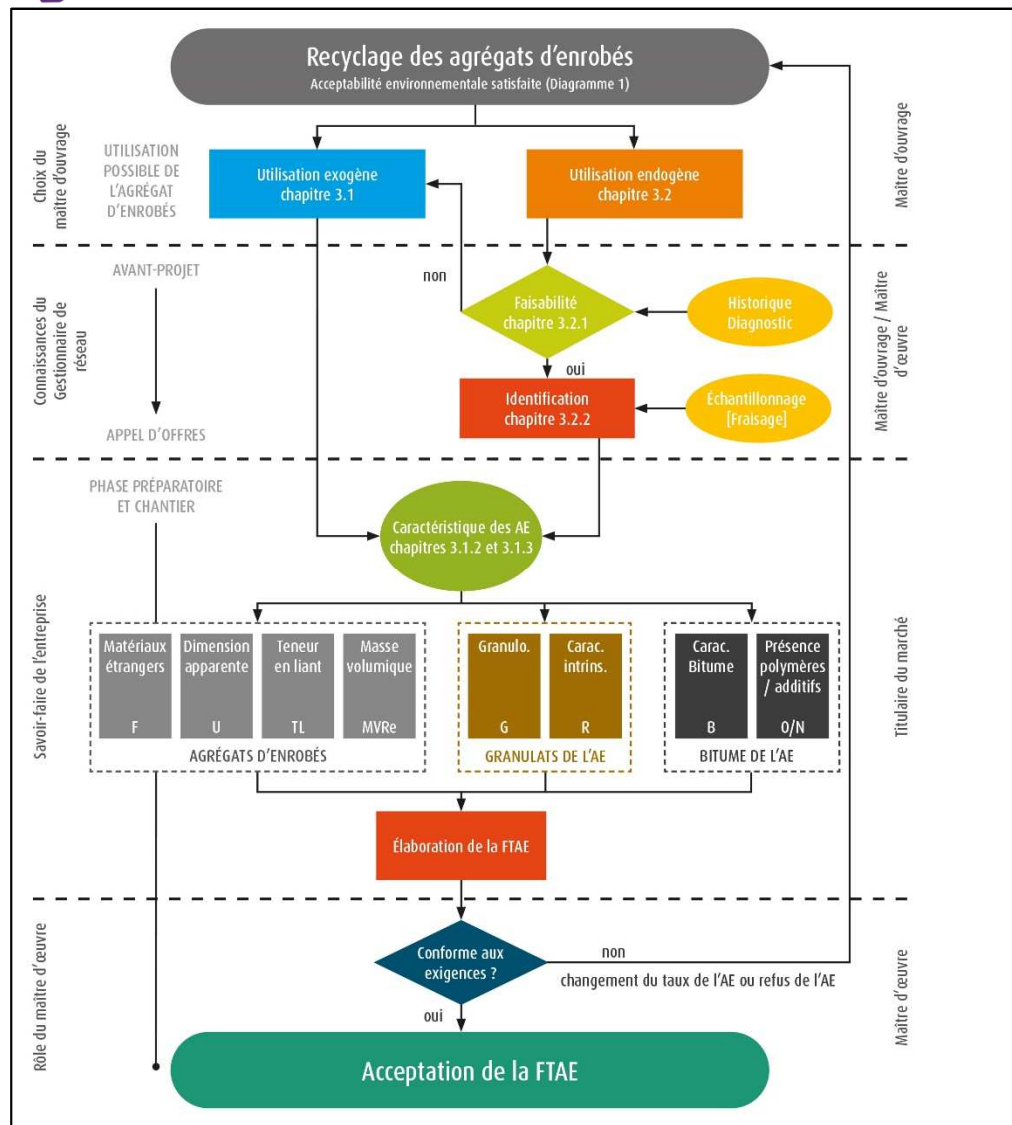 Recyclage des agrégats d'enrobés
Acceptabilité environnementale satisfaite (Diagramme 1)
Choix du
maître d'ouvrage
UTILISATION
POSSIBLE DE
L'AGRÉGAT
D'ENROBÉS
Utilisation exogène
chapitre 3.1
Utilisation endogène
chapitre 3.2
Maître d'ouvrage
Connaissances du
Gestionnaire de
réseau
AVANT-PROJET
non
Faisabilité
chapitre 3.2.1
Historique
Diagnostic
oui
Identification
chapitre 3.2.2
Échantillonnage
[Fraisage]
APPEL D'OFFRES
Maître d'ouvrage / Maître
d'œuvre
PHASE PRÉPARATOIRE
ET CHANTIER
Caractéristique des AE
chapitres 3.1.2 et 3.1.3
Savoir-faire de l'entreprise
Matériaux
étrangers
F
Dimension
apparente
U
Teneur
en liant
TL
Masse
volumique
MVRe
AGRÉGATS D'ENROBÉS
Granulo.
G
Carac.
intrins.
R
GRANULATS DE L'AE
Carac.
Bitume
B
Présence
polymères
/ additifs
O/N
BITUME DE L'AE
Titulaire du marché
Élaboration de la FTAE
Rôle du maître d'œuvre
Conforme aux
exigences ?
non
changement du taux de l'AE ou refus de l'AE
oui
Acceptation de la FTAE
Maître d'œuvre